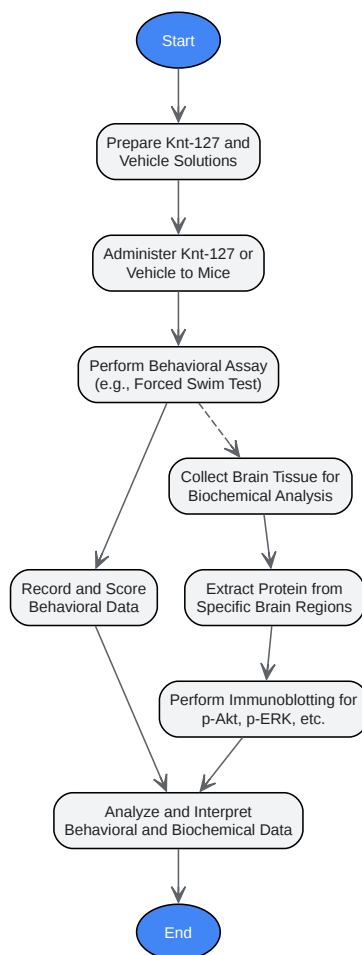 Start
Prepare Knt-127 and
Vehicle Solutions
Administer Knt-127 or
Vehicle to Mice
Perform Behavioral Assay
(e.g., Forced Swim Test)
Collect Brain Tissue for
Biochemical Analysis
Record and Score
Behavioral Data
Extract Protein from
Specific Brain Regions
Perform Immunoblotting for
p-Akt, p-ERK, etc.
Analyze and Interpret
Behavioral and Biochemical Data
End